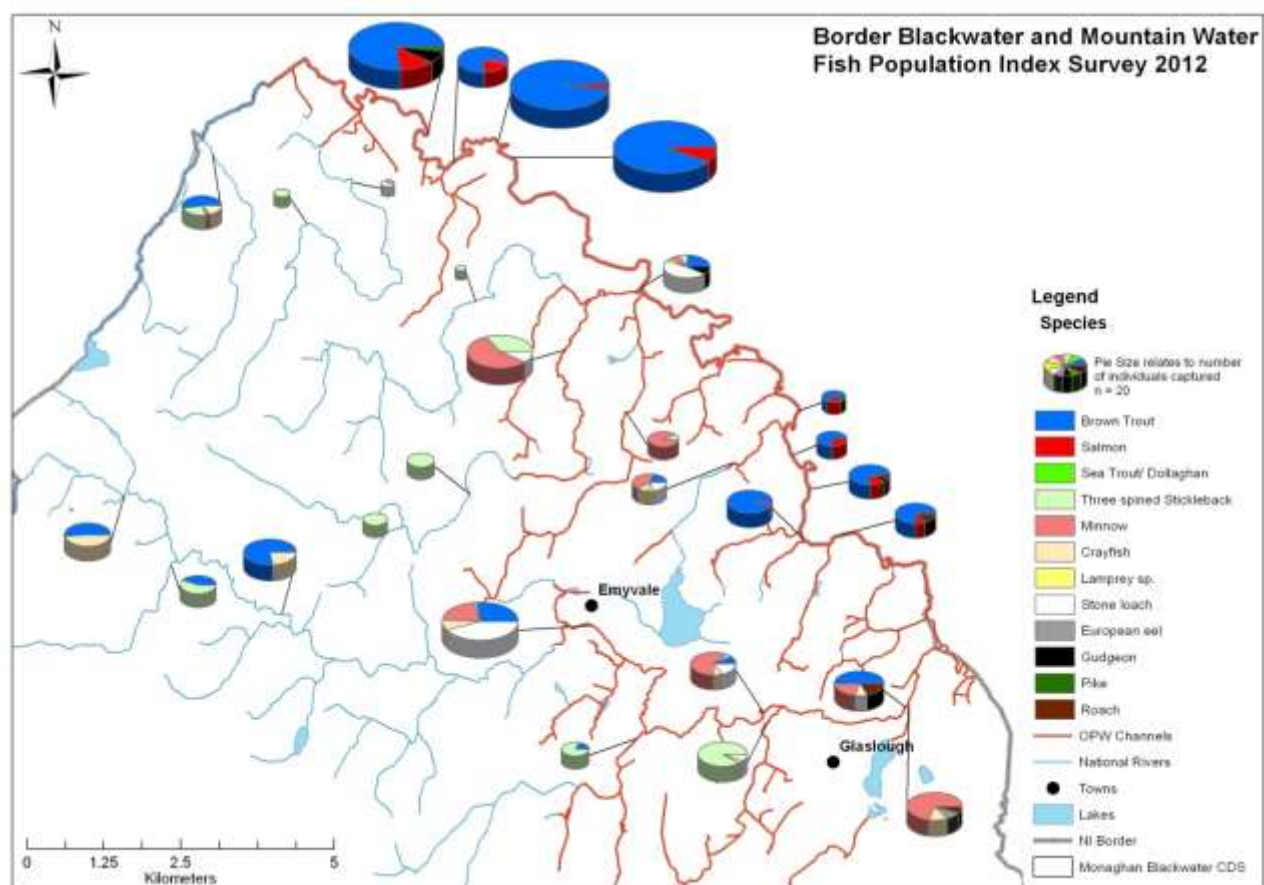 N
Border Blackwater and Mountain Water
Fish Population Index Survey 2012
Legend
Species
Pie Size relates to number
of individuals captured
n = 20
Brown Trout
Salmon
Sea Trout/ Dollaghan
Three spined Stickleback
Minnow
Crayfish
Lamprey sp.
Stone loach
European eel
Gudgeon
Pike
Roach
OPW Channels
National Rivers
Towns
Lakes
NI Border
Monaghan Blackwater CDS
Emyvale
Glaslough
0 1.25 2.5 5
Kilometers